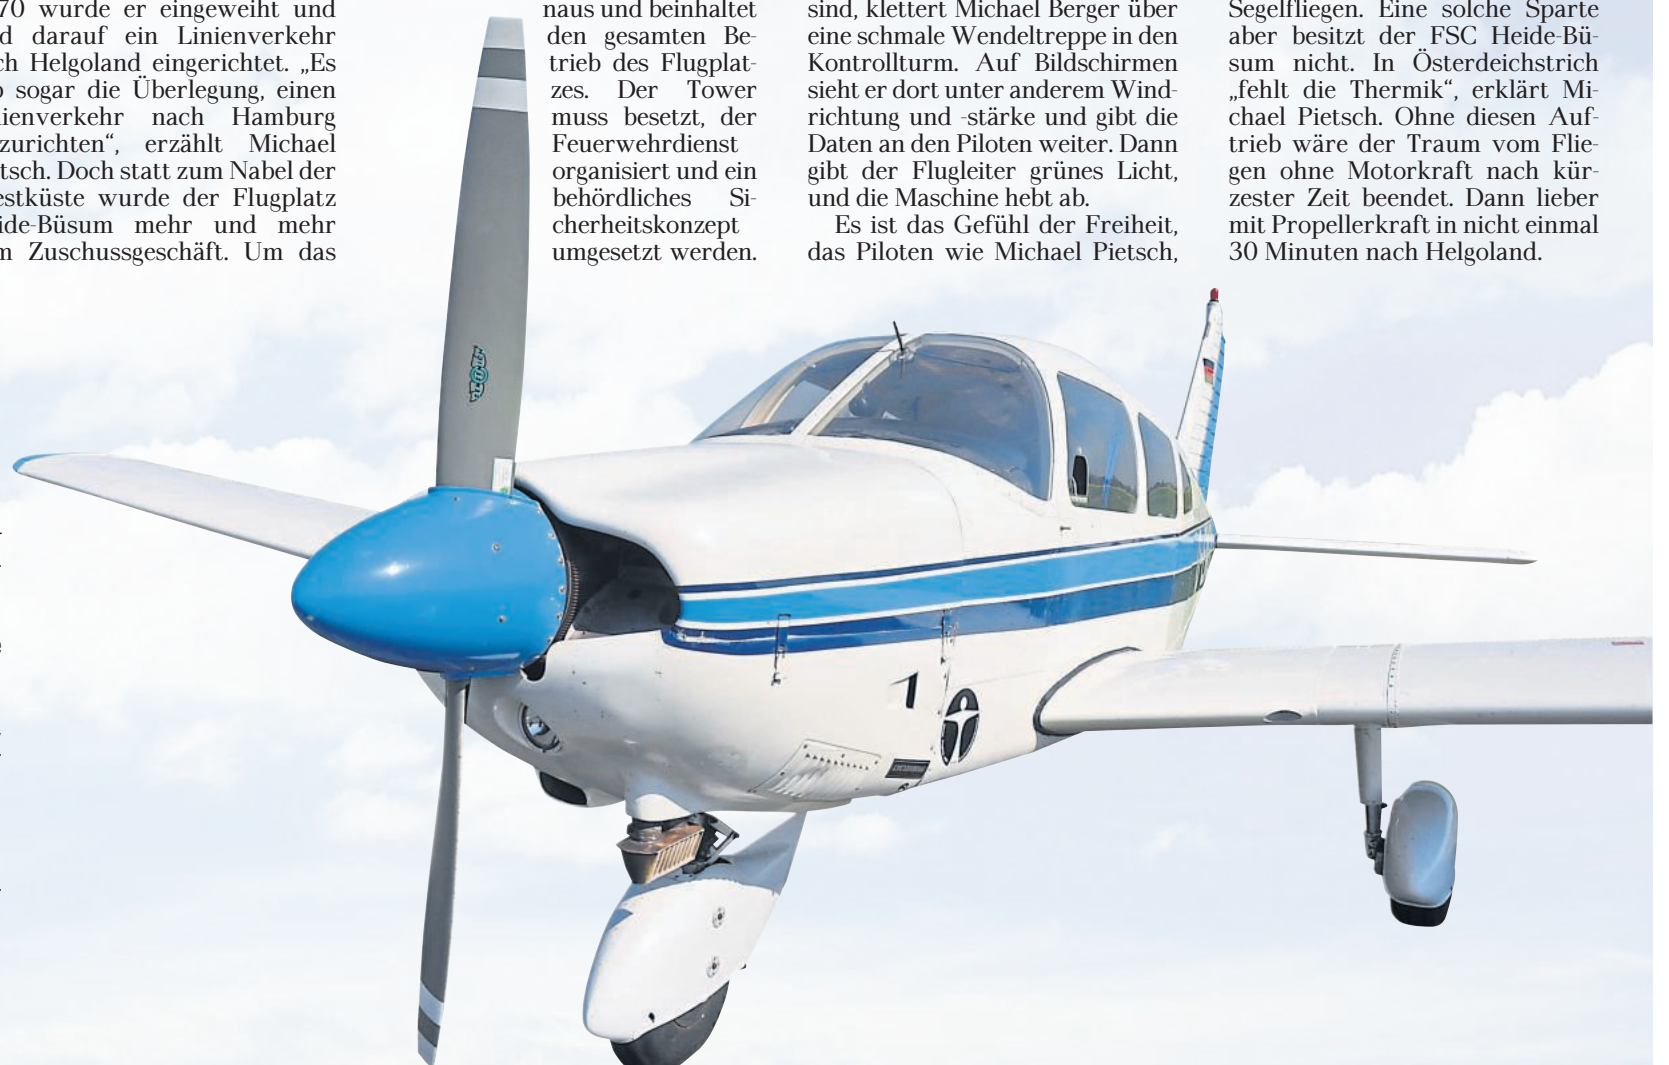 70 wurde er eingeweiht und
d darauf ein Linienverkehr
ch Helgoland eingerichtet. „Es
b sogar die Überlegung, einen
ienverkehr nach Hamburg
zurichten“, erzählt Michael
tsch. Doch statt zum Nabel der
estküste wurde der Flugplatz
ide-Büsum mehr und mehr
m Zuschussgeschäft. Um das
naus und beinhaltet
den gesamten Be-
trieb des Flugplat-
zes. Der Tower
muss besetzt, der
Feuerwehrdienst
organisiert und ein
behördliches Si-
cherheitskonzept
umgesetzt werden.
sind, klettert Michael Berger über
eine schmale Wendeltreppe in den
Kontrollturm. Auf Bildschirmen
sieht er dort unter anderem Wind-
richtung und -stärke und gibt die
Daten an den Piloten weiter. Dann
gibt der Flugleiter grünes Licht,
und die Maschine hebt ab.
Es ist das Gefühl der Freiheit,
das Piloten wie Michael Pietsch,
Segelfliegen. Eine solche Sparte
aber besitzt der FSC Heide-Bü-
sum nicht. In Österdeichstrich
„fehlt die Thermik“, erklärt Mi-
chael Pietsch. Ohne diesen Auf-
trieb wäre der Traum vom Flie-
gen ohne Motorkraft nach kür-
zester Zeit beendet. Dann lieber
mit Propellerkraft in nicht einmal
30 Minuten nach Helgoland.